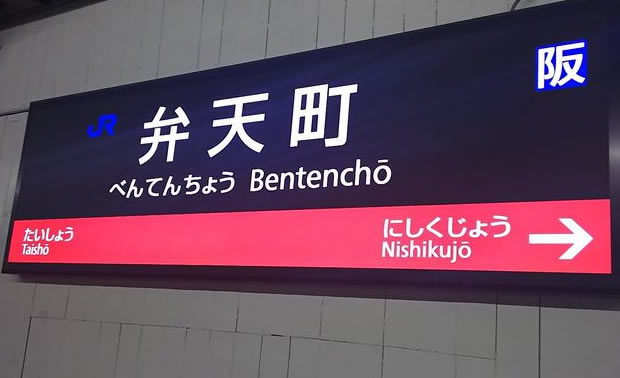 阪
JR 弁天町
べんてんちょう Bentenchō
たいしょう
Taishō
にしくじょう
Nishikujō